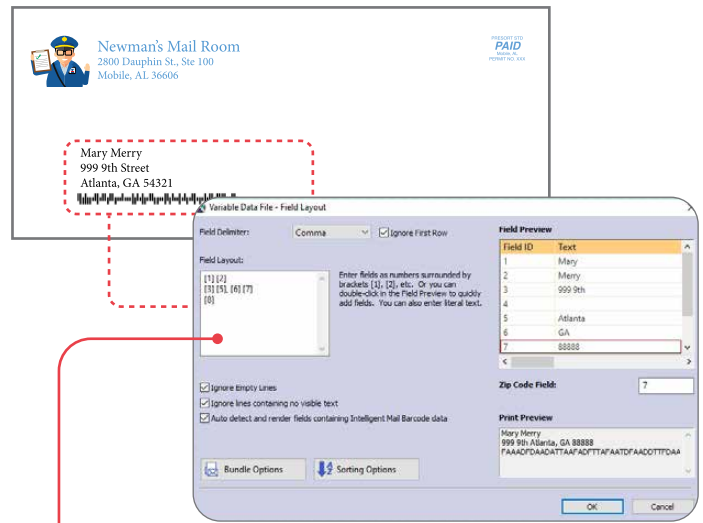 Newman's Mail Room
2800 Dauphin St., Ste 100
Mobile, AL 36606
PRESORT STD
PAID
Mobile, AL
PERMIT NO. XXX
Mary Merry
999 9th Street
Atlanta, GA 54321
Variable Data File - Field Layout
Field Delimiter:
Comma
Ignore First Row
Field Layout:
[1] [2]
[3] [5], [6] [7]
[8]
Enter fields as numbers surrounded by
brackets [1], [2], etc. Or you can
double-click in the Field Preview to quickly
add fields. You can also enter literal text.
Ignore Empty Lines
Ignore lines containing no visible text
Auto detect and render fields containing Intelligent Mail Barcode data
Bundle Options
Sorting Options
Field Preview
Field ID Text
1 Mary
2 Merry
3 999 9th
4
5 Atlanta
6 GA
7 88888
Zip Code Field:
7
Print Preview
Mary Merry
999 9th Atlanta, GA 88888
FAAADFDAADATTAAFADFTTAFAATDFAADDTTFDAA
OK
Cancel